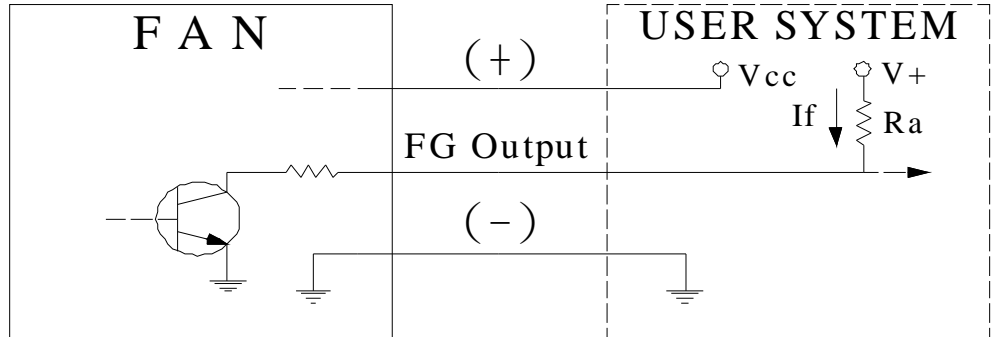 F A N
USER SYSTEM
(+)
Vcc
V+
If
Ra
FG Output
(-)